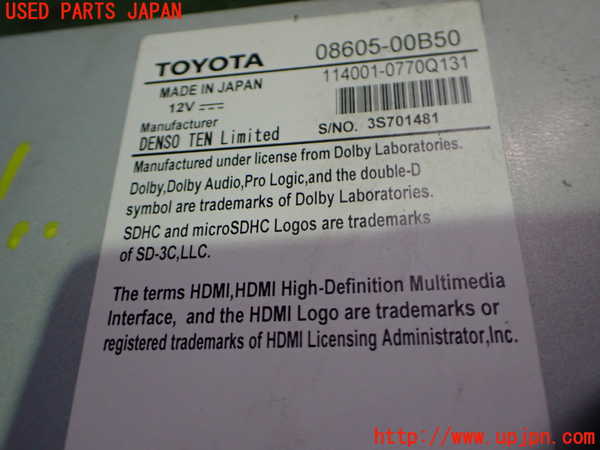 USED PARTS JAPAN
TOYOTA 08605-00B50
MADE IN JAPAN 114001-0770Q131
12V
Manufacturer
DENSO TEN Limited S/NO. 3S701481
Manufactured under license from Dolby Laboratories.
Dolby,Dolby Audio,Pro Logic,and the double-D
symbol are trademarks of Dolby Laboratories.
SDHC and microSDHC Logos are trademarks
of SD-3C,LLC.
The terms HDMI,HDMI High-Definition Multimedia
Interface, and the HDMI Logo are trademarks or
registered trademarks of HDMI Licensing Administrator,Inc.
http://www.upjpn.com/